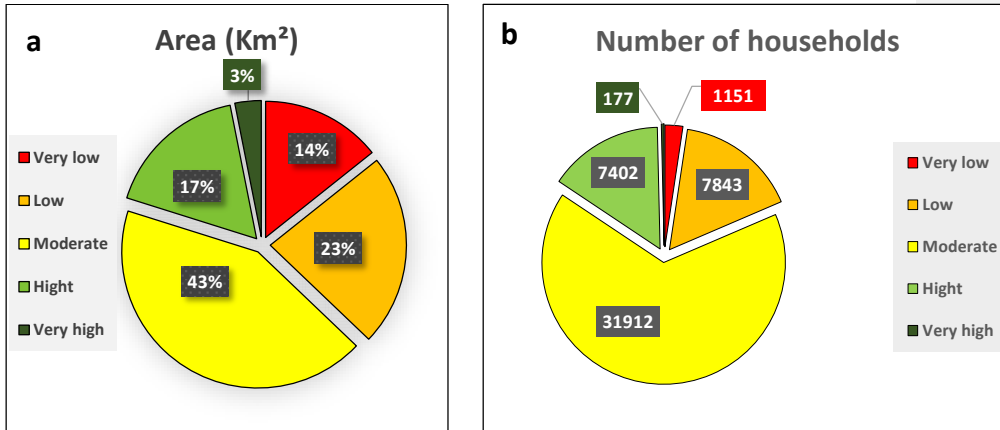 a
Area (Km²)
3%
14%
17%
23%
43%
Very low
Low
Moderate
Hight
Very high
b
Number of households
177
1151
7402
7843
31912
Very low
Low
Moderate
Hight
Very high